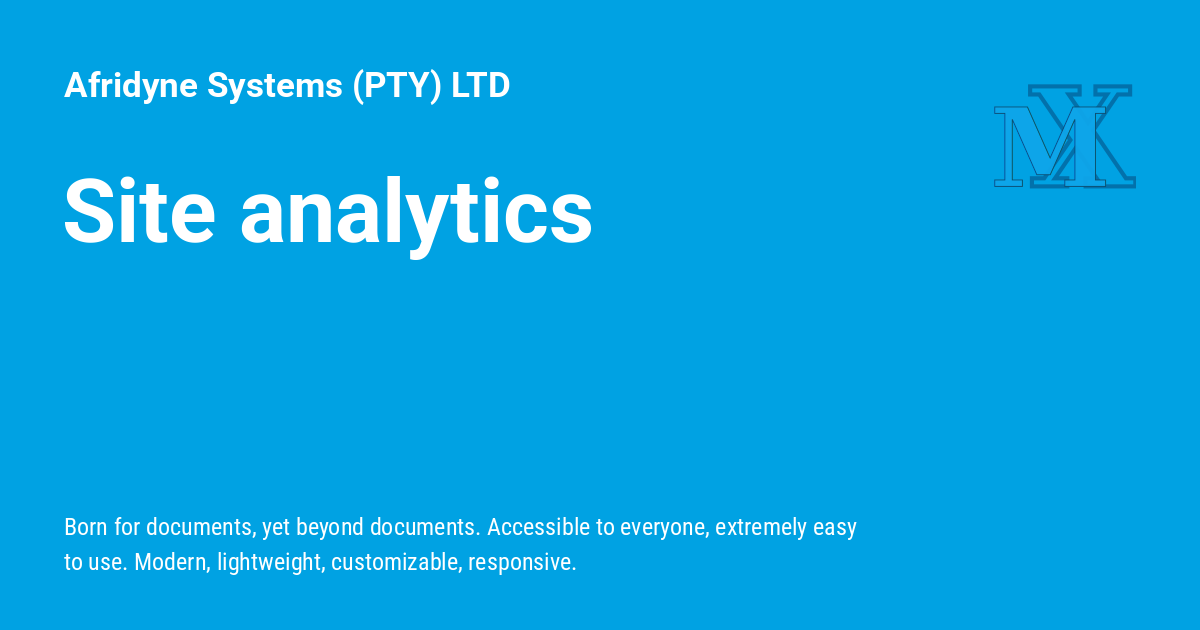 Afridyne Systems (PTY) LTD
MX
Site analytics
Born for documents, yet beyond documents. Accessible to everyone, extremely easy
to use. Modern, lightweight, customizable, responsive.